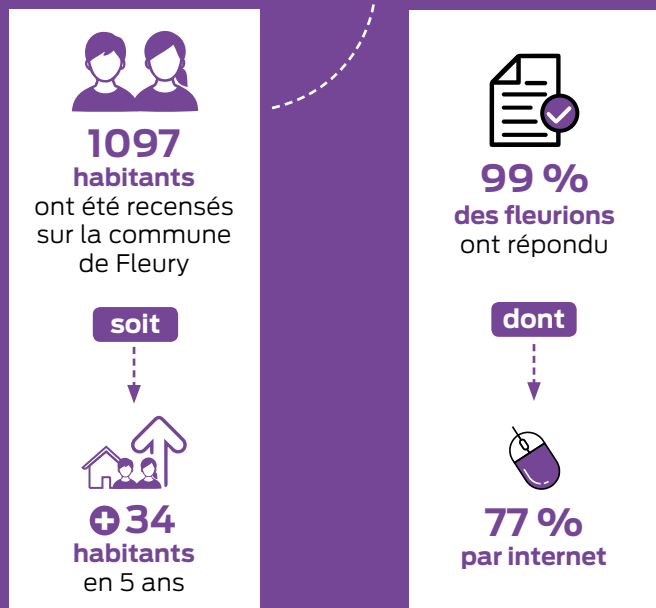 1097
habitants
ont été recensés
sur la commune
de Fleury
soit
+34
habitants
en 5 ans
99 %
des fleurions
ont répondu
dont
77 %
par internet